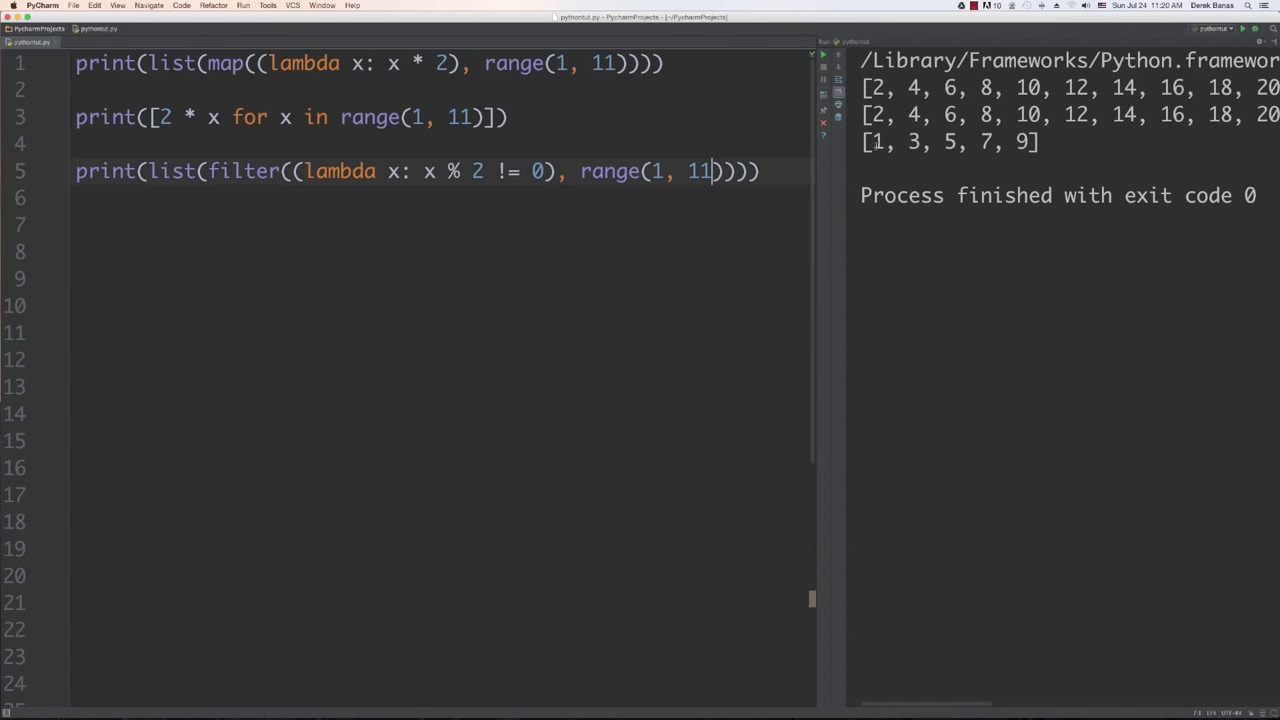 PyCharm File Edit View Navigate Code Refactor Run Tools VCS Window Help
10 Sun Jul 24 11:20 AM Derek Banas
pythontut.py - PycharmProjects - [~/PycharmProjects]
PycharmProjects pythontut.py
pythontut
pythontut.py
Run: pythontut
1 print(list(map((lambda x: x * 2), range(1, 11))))
2
3 print([2 * x for x in range(1, 11)])
4
5 print(list(filter((lambda x: x % 2 != 0), range(1, 11))))
6
7
8
9
10
11
12
13
14
15
16
17
18
19
20
21
22
23
24
/Library/Frameworks/Python.framewor
[2, 4, 6, 8, 10, 12, 14, 16, 18, 20
[2, 4, 6, 8, 10, 12, 14, 16, 18, 20
[1, 3, 5, 7, 9]
Process finished with exit code 0
7:1 LF÷ UTF-8÷